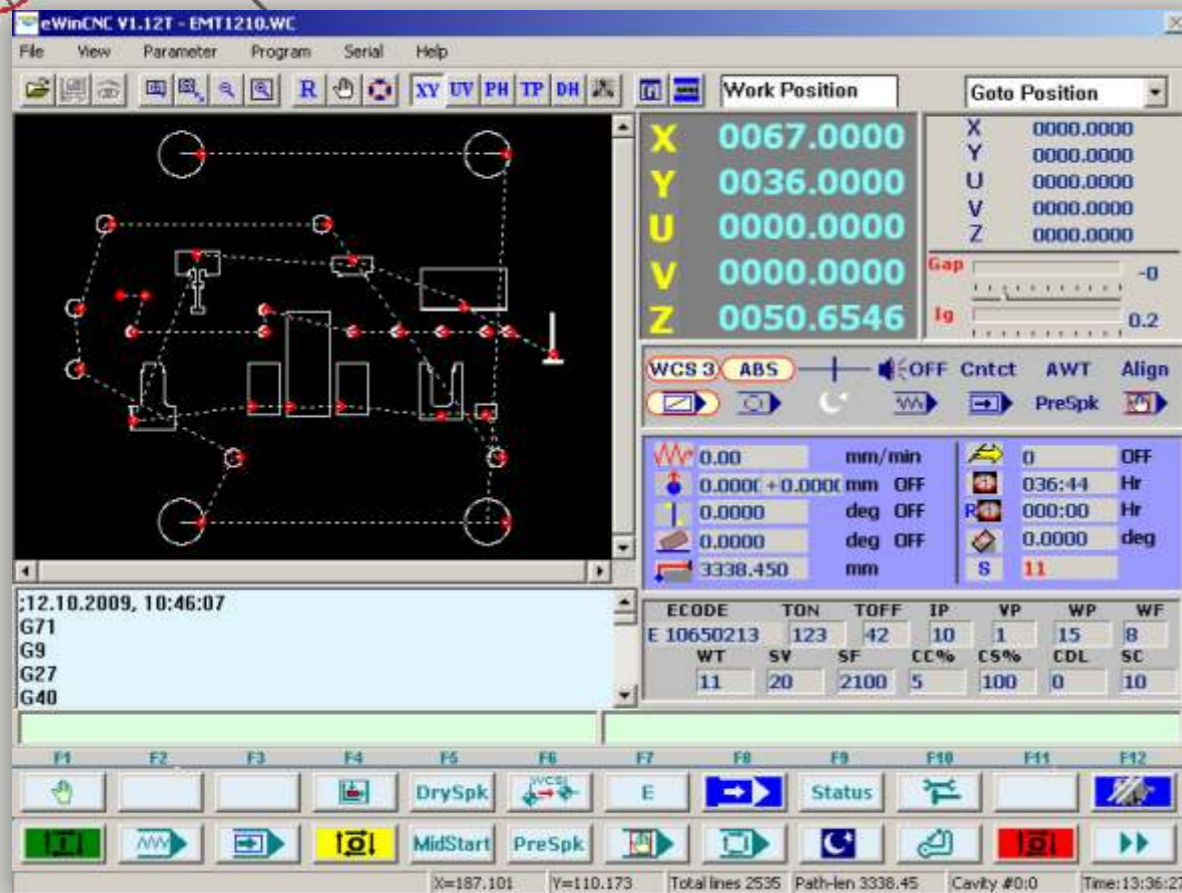 eWinCNC V1.12T - EMT1210.WC
File View Parameter Program Serial Help
R XY UV PH TP DH Work Position Goto Position
X 0067.0000
Y 0036.0000
U 0000.0000
V 0000.0000
Z 0050.6546
X 0000.0000
Y 0000.0000
U 0000.0000
V 0000.0000
Z 0000.0000
Gap -0
Ig 0.2
WCS 3 ABS OFF Cntct AWT Align
PreSpk
0.00 mm/min 0 OFF
0.000( +0.000( mm OFF 036:44 Hr
0.0000 deg OFF R 000:00 Hr
0.0000 deg OFF 0.0000 deg
3338.450 mm S 11
;12.10.2009, 10:46:07
G71
G9
G27
G40
ECODE TON TOFF IP VP WP WF
E 10650213 123 42 10 1 15 8
WT SV SF CC% CS% CDL SC
11 20 2100 5 100 0 10
F1 F2 F3 F4 F5 F6 F7 F8 F9 F10 F11 F12
DrySpk WCS E Status
MidStart PreSpk
X=187.101 Y=110.173 Total lines 2535 Path-len 3338.45 Cavity #0:0 Time:13:36:27